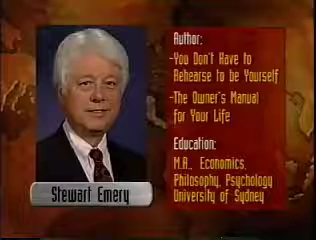 Author:
-You Don't Have to
Rehearse to be Yourself
-The Owner's Manual
for Your Life
Education:
M.A., Economics,
Philosophy, Psychology
University of Sydney
Stewart Emery